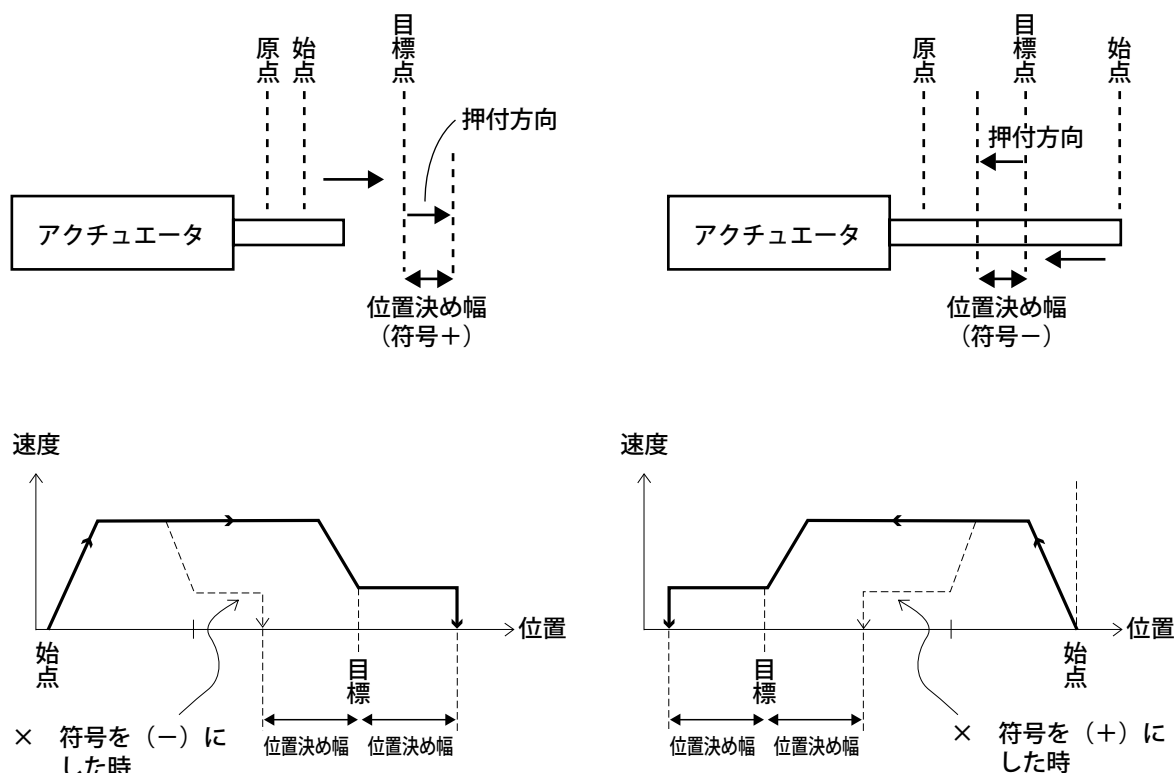 原点
始点
目標点
押付方向
アクチュエータ
位置決め幅
（符号＋）
原点
目標点
始点
押付方向
アクチュエータ
位置決め幅
（符号－）
速度
位置
始点
目標
位置決め幅
位置決め幅
× 符号を（－）に
した時
速度
位置
目標
始点
位置決め幅
位置決め幅
× 符号を（＋）に
した時